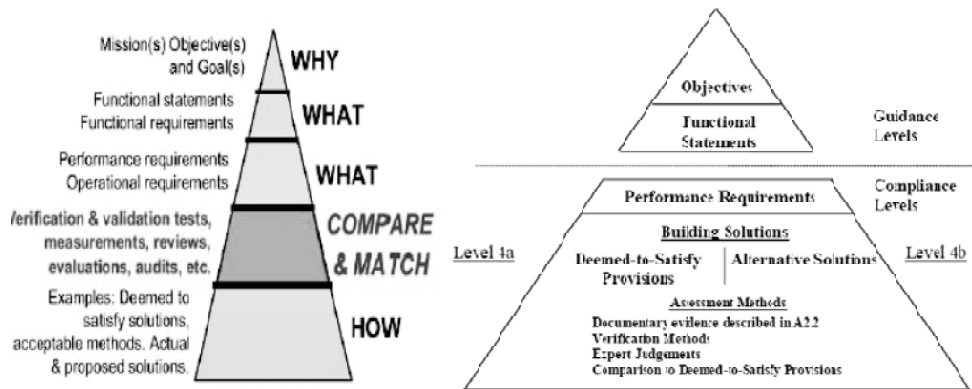 Mission(s) Objective(s)
and Goal(s)
WHY
Functional statements
Functional requirements
WHAT
Performance requirements
Operational requirements
WHAT
Verification & validation tests,
measurements, reviews,
evaluations, audits, etc.
COMPARE
& MATCH
Examples: Deemed to
satisfy solutions,
acceptable methods. Actual
& proposed solutions.
HOW
Objectives
Functional
Statements
Guidance
Levels
Performance Requirements
Compliance
Levels
Building Solutions
Level 4a
Deemed-to-Satisfy
Provisions
Alternative Solutions
Level 4b
Assessment Methods
Documentary evidence described in A2.2
Verification Methods
Expert Judgements
Comparison to Deemed-to-Satisfy Provisions